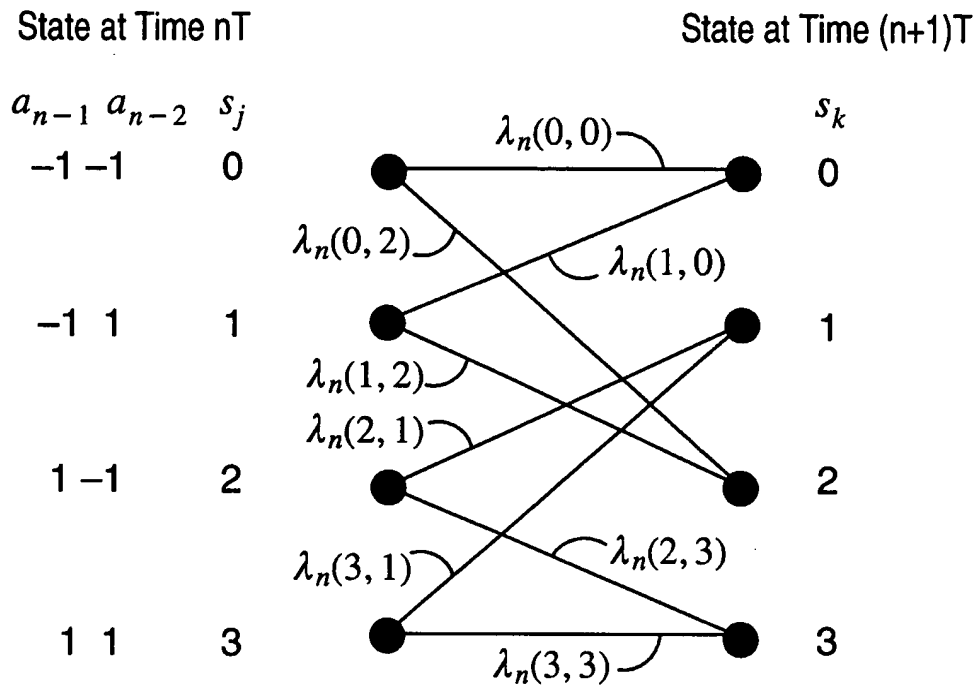 State at Time nT
State at Time (n+1)T
a_{n-1} a_{n-2} s_j
s_k
–1 –1 0
λ_n(0, 0)
0
λ_n(0, 2)
λ_n(1, 0)
–1 1 1
1
λ_n(1, 2)
λ_n(2, 1)
1 –1 2
2
λ_n(3, 1)
λ_n(2, 3)
1 1 3
λ_n(3, 3)
3